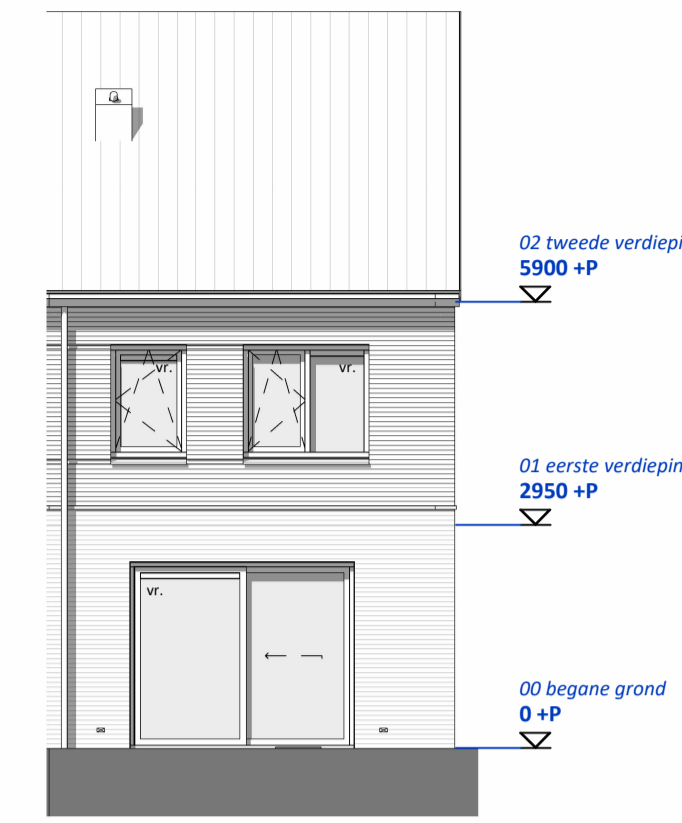 02 tweede verdiepi
5900 +P
vr.
vr.
01 eerste verdiepin
2950 +P
vr.
00 begane grond
0 +P